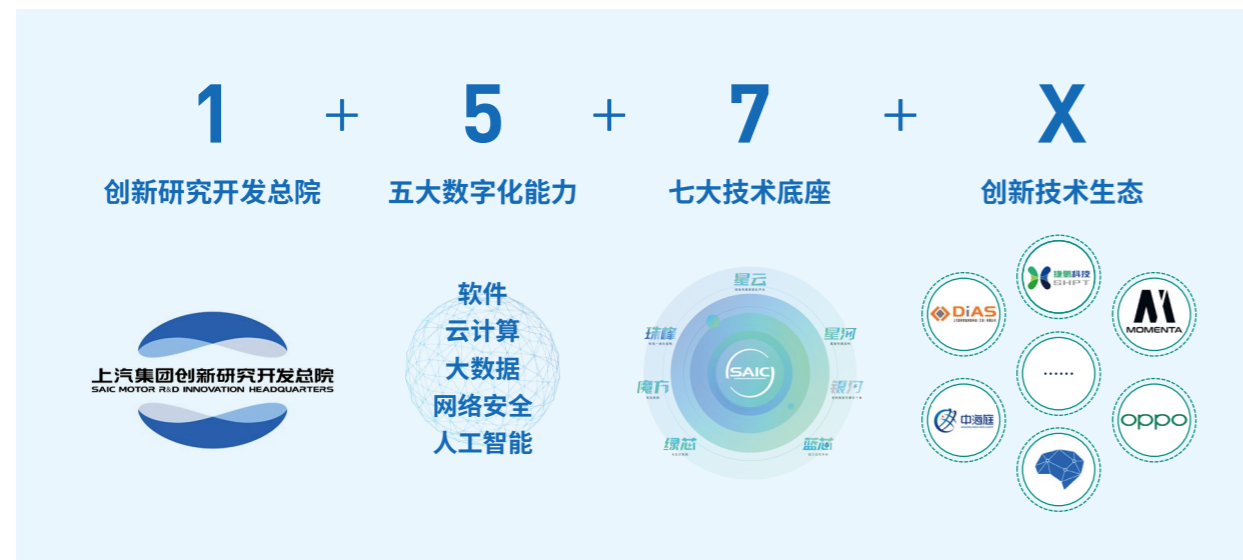 1 + 5 + 7 + X
创新研究开发总院
五大数字化能力
七大技术底座
创新技术生态
上汽集团创新研究开发总院
SAIC MOTOR R&D INNOVATION HEADQUARTERS
软件
云计算
大数据
网络安全
人工智能
星云
珠峰
星河
魔方
SAIC
银河
绿芯
蓝芯
捷氢科技
SHPT
DiAS
MOMENTA
......
中海庭
oppo